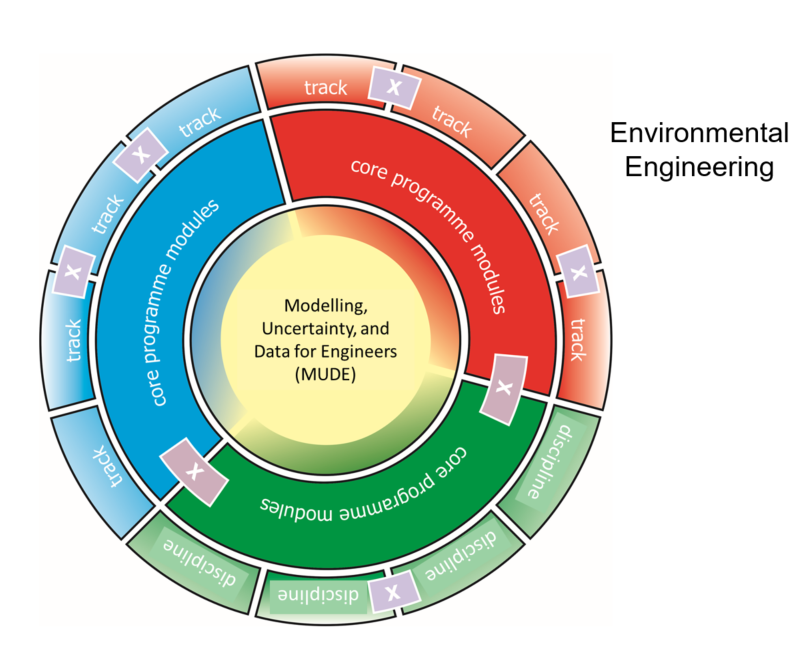 track
X
track
Environmental
Engineering
track
X
track
core programme modules
track
X
track
X
track
track
core programme modules
Modelling,
Uncertainty, and
Data for Engineers
(MUDE)
X
X
core programme modules
discipline
discipline
X
discipline
discipline